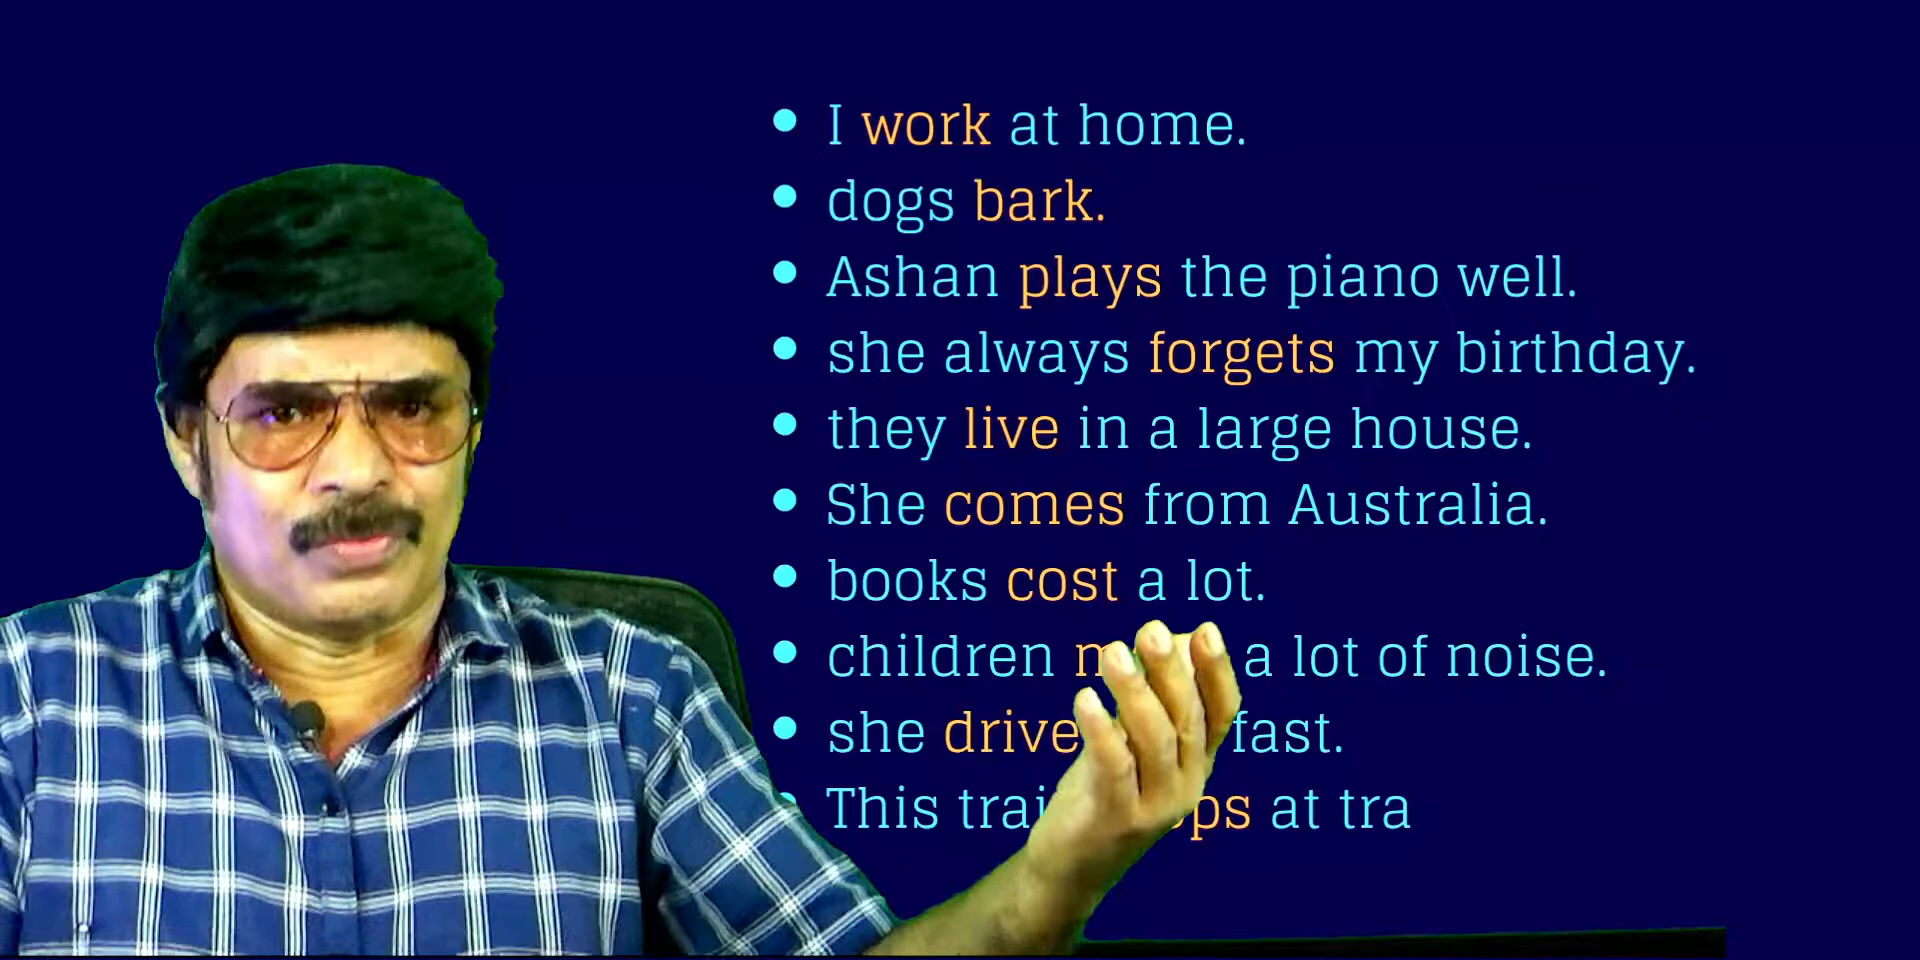 • I work at home.
• dogs bark.
• Ashan plays the piano well.
• she always forgets my birthday.
• they live in a large house.
• She comes from Australia.
• books cost a lot.
• children a lot of noise.
• she fast.
• This at tra